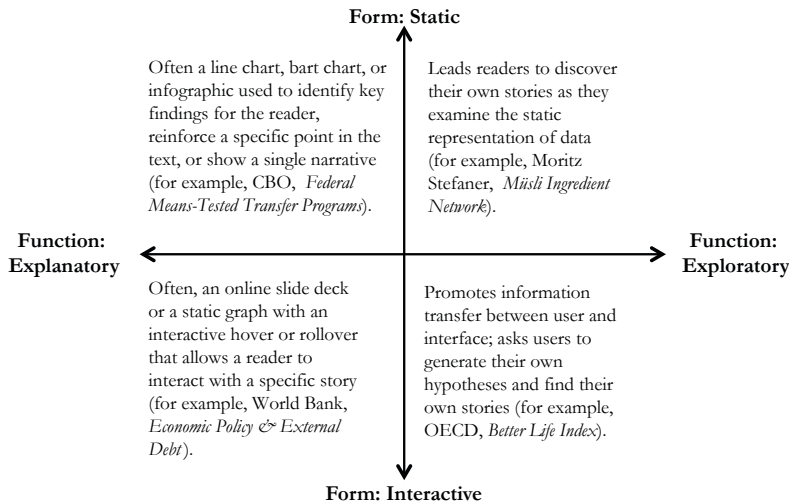 Form: Static
Often a line chart, bart chart, or
infographic used to identify key
findings for the reader,
reinforce a specific point in the
text, or show a single narrative
(for example, CBO, Federal
Means-Tested Transfer Programs).
Leads readers to discover
their own stories as they
examine the static
representation of data
(for example, Moritz
Stefaner, Müsli Ingredient
Network).
Function:
Explanatory
Function:
Exploratory
Often, an online slide deck
or a static graph with an
interactive hover or rollover
that allows a reader to
interact with a specific story
(for example, World Bank,
Economic Policy & External
Debt).
Promotes information
transfer between user and
interface; asks users to
generate their own
hypotheses and find their
own stories (for example,
OECD, Better Life Index).
Form: Interactive